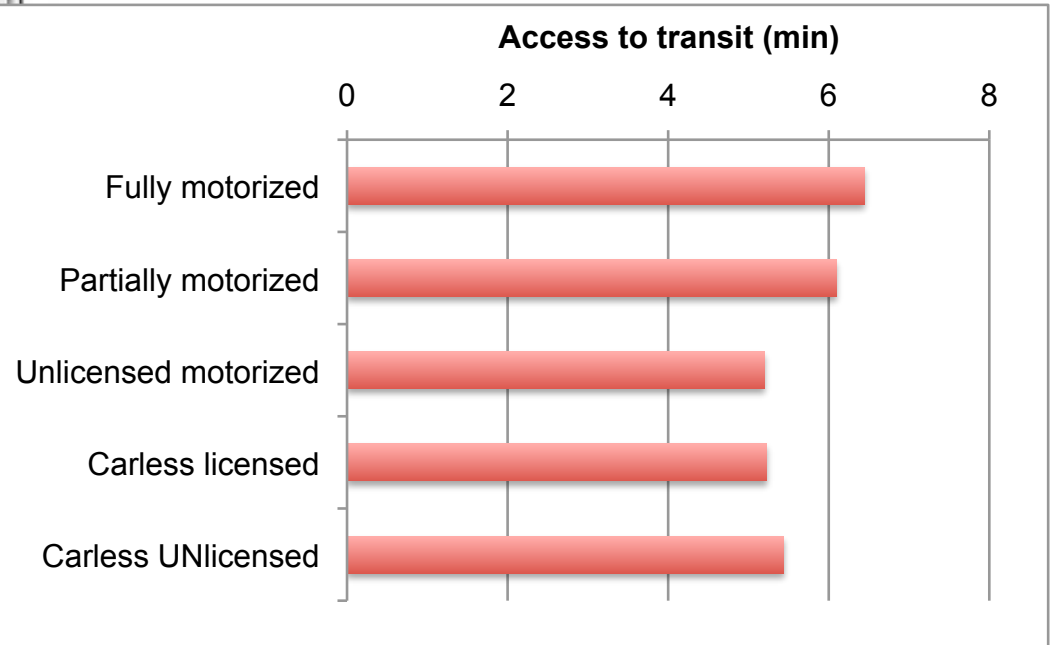 Access to transit (min)
0 2 4 6 8
Fully motorized
Partially motorized
Unlicensed motorized
Carless licensed
Carless UNlicensed